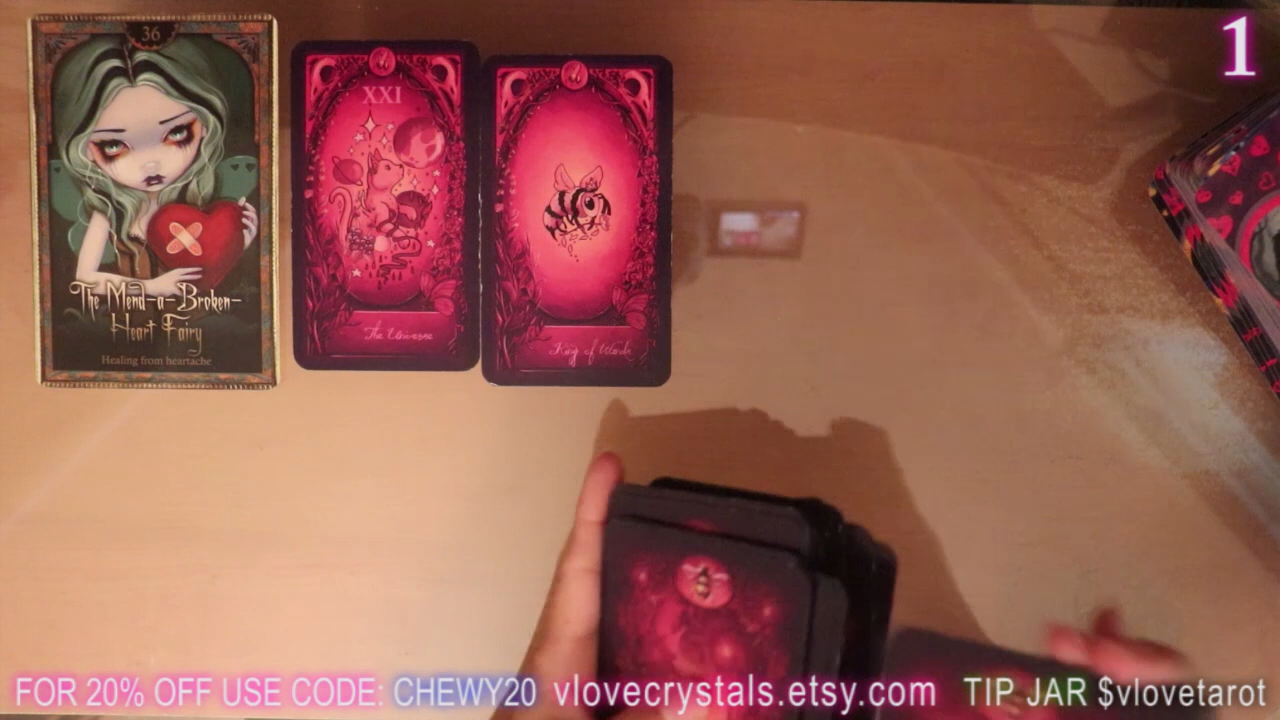 1
36
The Mend-a-Broken-
Heart Fairy
Healing from heartache
XXI
The Universe
King of Wands
FOR 20% OFF USE CODE: CHEWY20 vlovecrystals.etsy.com TIP JAR $vlovetarot